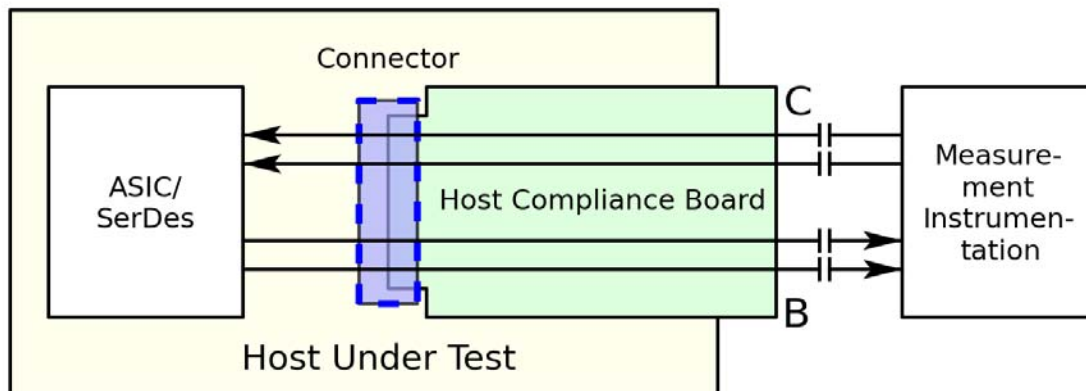 Connector
C
ASIC/
SerDes
Host Compliance Board
Measure-
ment
Instrumen-
tation
B
Host Under Test